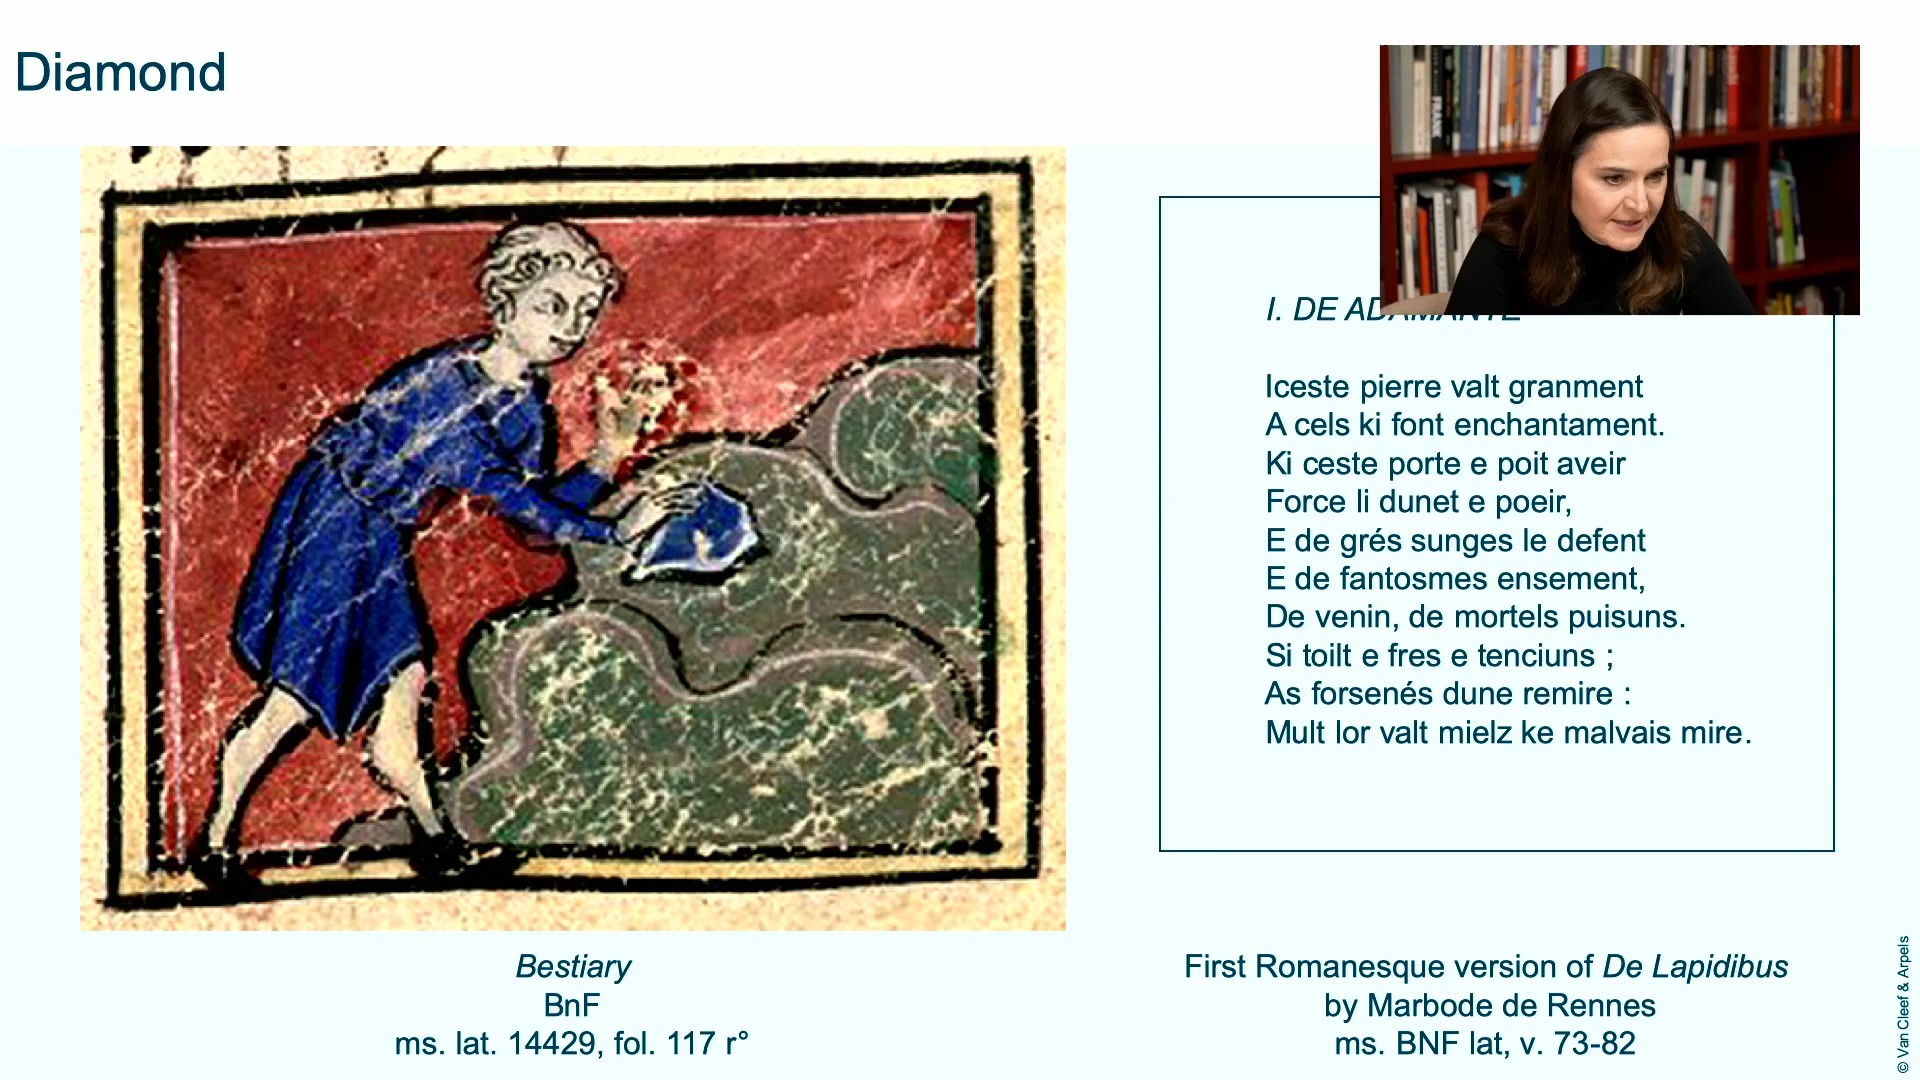 Diamond
I. DE ADAMANTE
Iceste pierre valt granment
A cels ki font enchantament.
Ki ceste porte e poit aveir
Force li dunet e poeir,
E de grés sunges le defent
E de fantosmes ensement,
De venin, de mortels puisuns.
Si toilt e fres e tenciuns ;
As forsenés dune remire :
Mult lor valt mielz ke malvais mire.
Bestiary
BnF
ms. lat. 14429, fol. 117 r°
First Romanesque version of De Lapidibus
by Marbode de Rennes
ms. BNF lat, v. 73-82
© Van Cleef & Arpels
FRANK